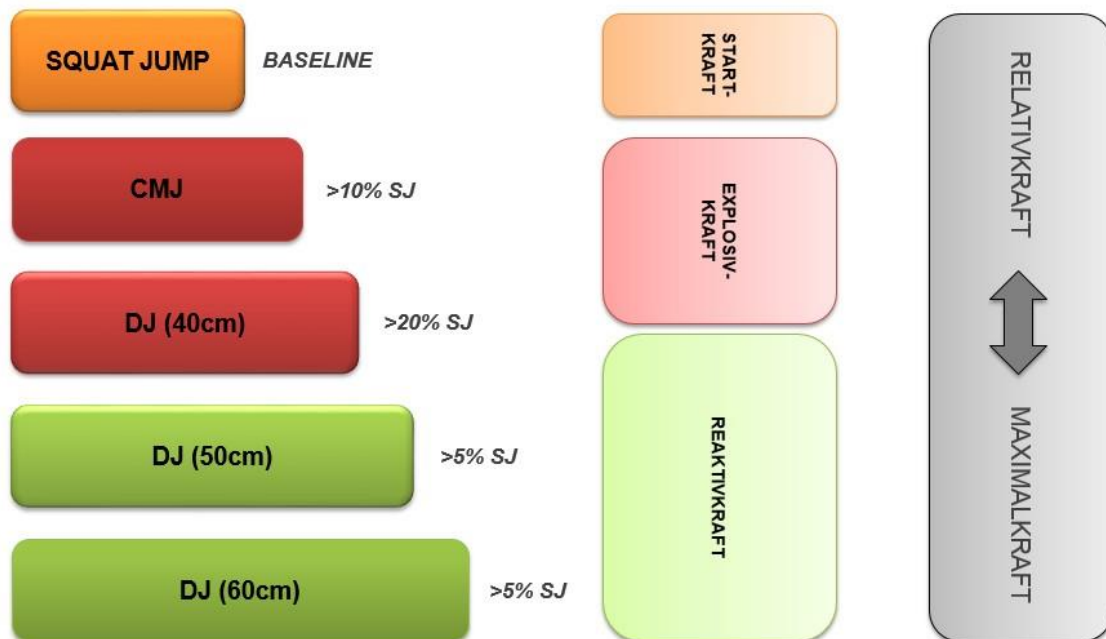 SQUAT JUMP
BASELINE
CMJ
>10% SJ
DJ (40cm)
>20% SJ
DJ (50cm)
>5% SJ
DJ (60cm)
>5% SJ
START-
KRAFT
EXPLOSIV-
KRAFT
REAKTIVKRAFT
RELATIVKRAFT
MAXIMALKRAFT